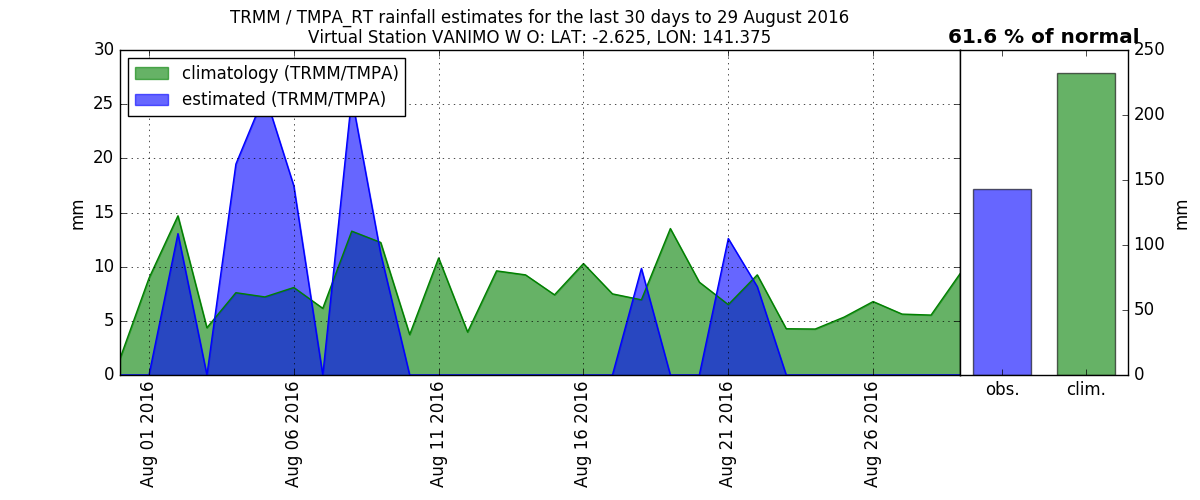 TRMM / TMPA_RT rainfall estimates for the last 30 days to 29 August 2016
Virtual Station VANIMO W O: LAT: -2.625, LON: 141.375
61.6 % of normal
climatology (TRMM/TMPA)
estimated (TRMM/TMPA)
30
25
20
15
10
5
0
mm
Aug 01 2016
Aug 06 2016
Aug 11 2016
Aug 16 2016
Aug 21 2016
Aug 26 2016
obs.
clim.
250
200
150
100
50
0
mm